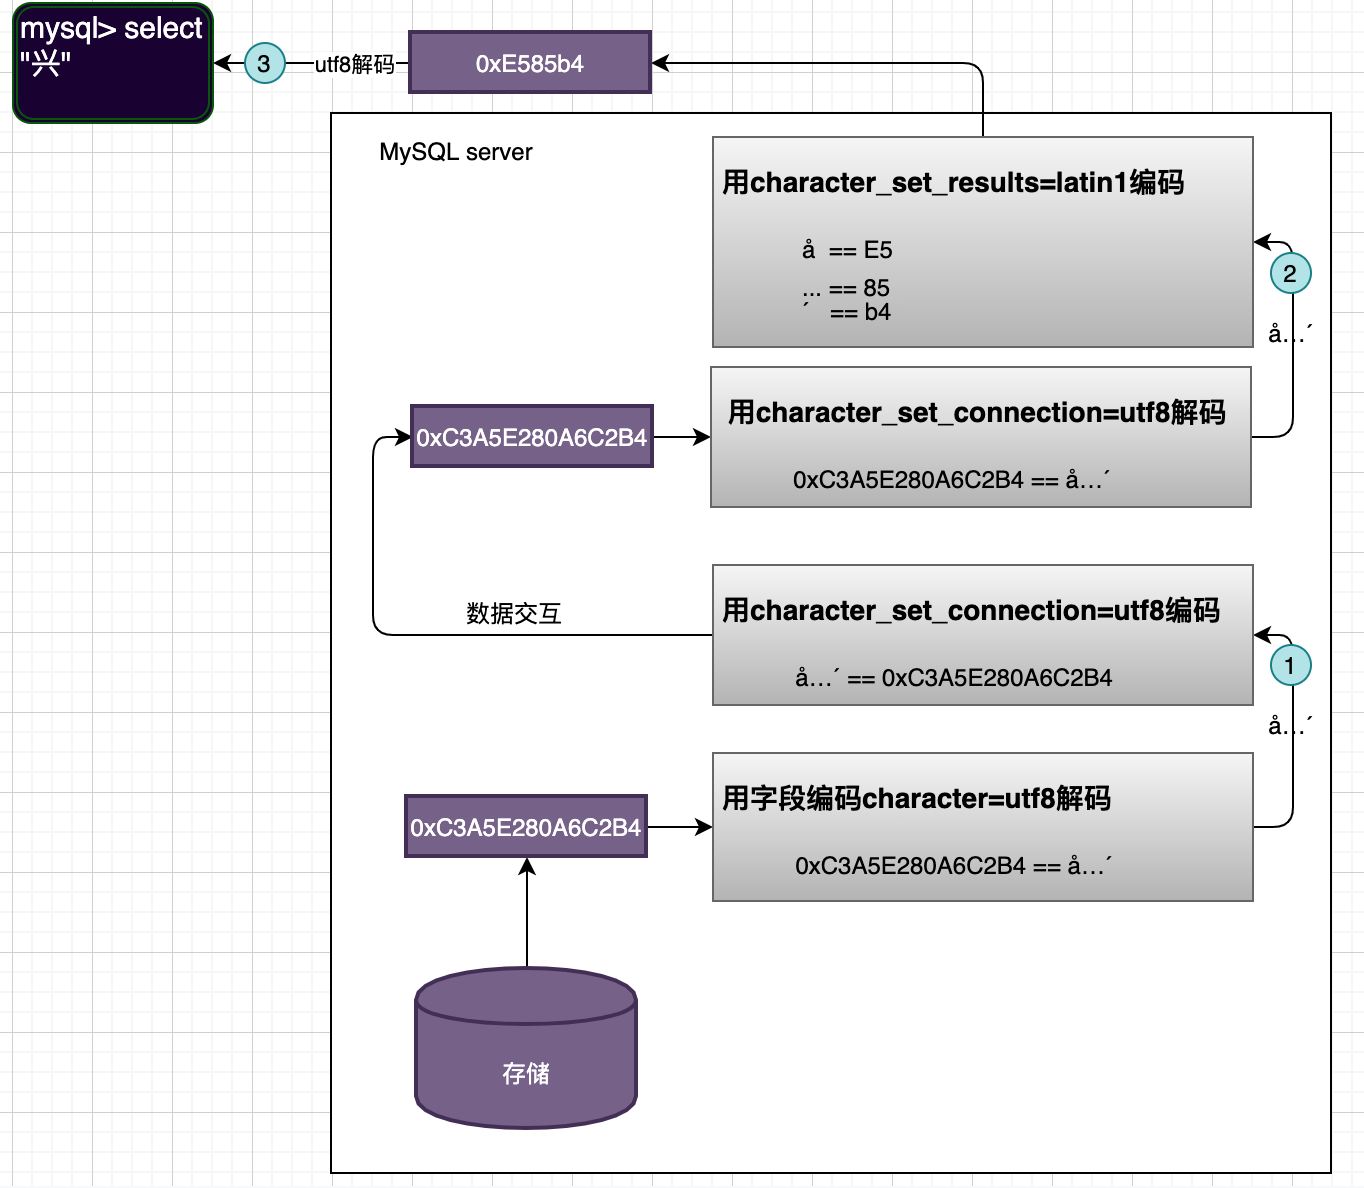 mysql> select
"兴"
3
utf8解码
0xE585b4
MySQL server
用character_set_results=latin1编码
å == E5
... == 85
´ == b4
2
å…´
0xC3A5E280A6C2B4
用character_set_connection=utf8解码
0xC3A5E280A6C2B4 == å…´
数据交互
用character_set_connection=utf8编码
å…´ == 0xC3A5E280A6C2B4
1
å…´
0xC3A5E280A6C2B4
用字段编码character=utf8解码
0xC3A5E280A6C2B4 == å…´
存储